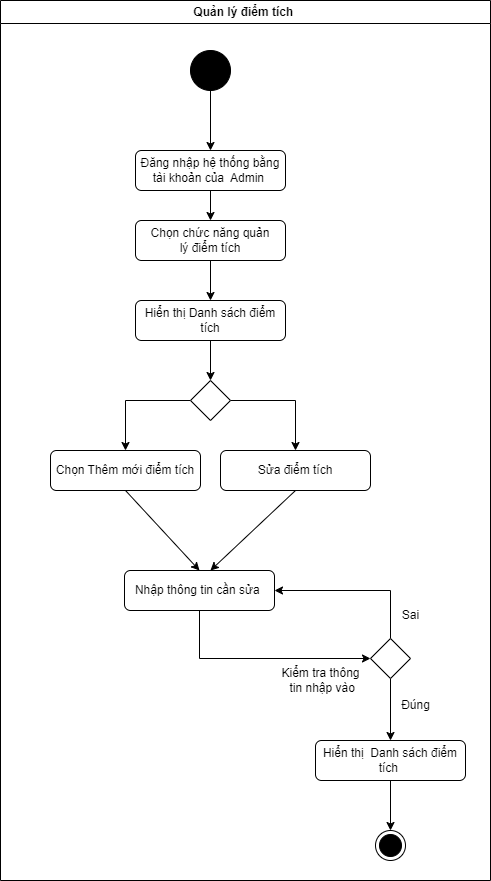 Quản lý điểm tích
Đăng nhập hệ thống bằng
tài khoản của Admin
Chọn chức năng quản
lý điểm tích
Hiển thị Danh sách điểm
tích
Chọn Thêm mới điểm tích
Sửa điểm tích
Nhập thông tin cần sửa
Sai
Kiểm tra thông
tin nhập vào
Đúng
Hiển thị Danh sách điểm
tích